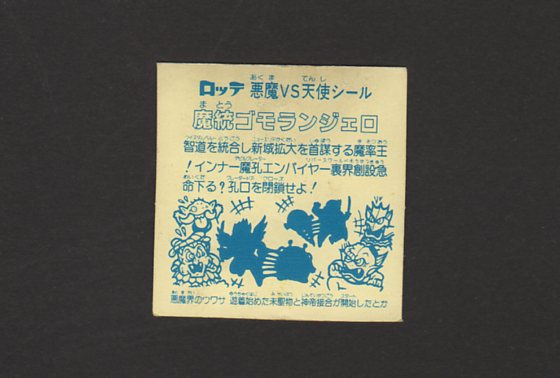 ロッテ 悪魔VS天使シール
魔統ゴモランジェロ
智道を統合し新域拡大を首謀する魔率王
！インナー魔孔エンパイヤー裏界創設急
命下る？孔口を閉鎖せよ！
悪魔界のウワサ 遊着始めた未聖物と神帝接合が開始したとか